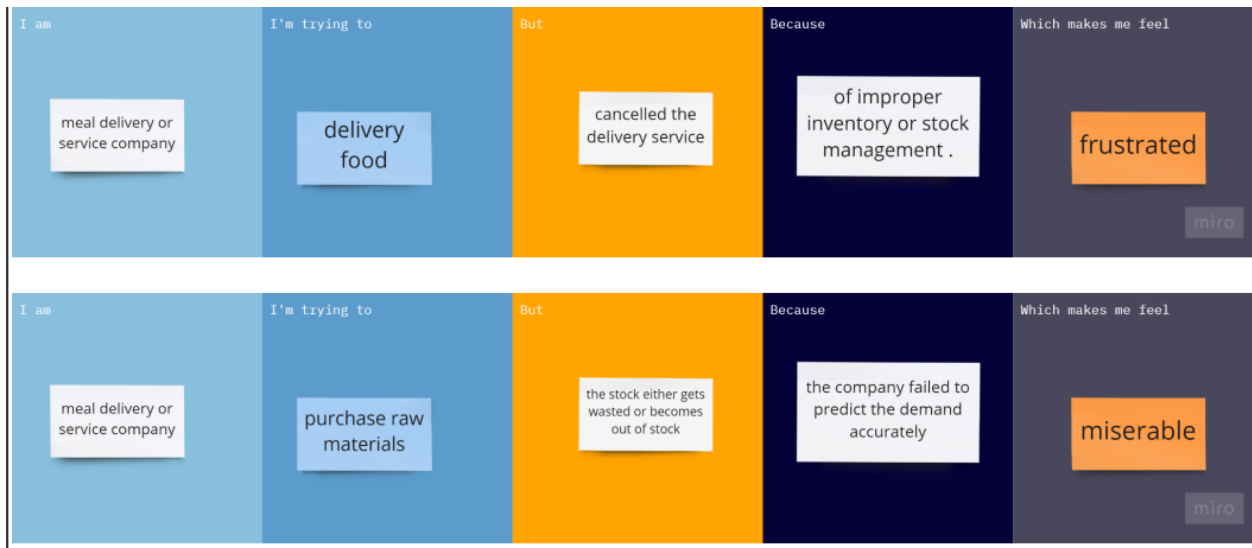 I am
I'm trying to
But
Because
Which makes me feel
meal delivery or
service company
delivery
food
cancelled the
delivery service
of improper
inventory or stock
management .
frustrated
miro
I am
I'm trying to
But
Because
Which makes me feel
meal delivery or
service company
purchase raw
materials
the stock either gets
wasted or becomes
out of stock
the company failed to
predict the demand
accurately
miserable
miro